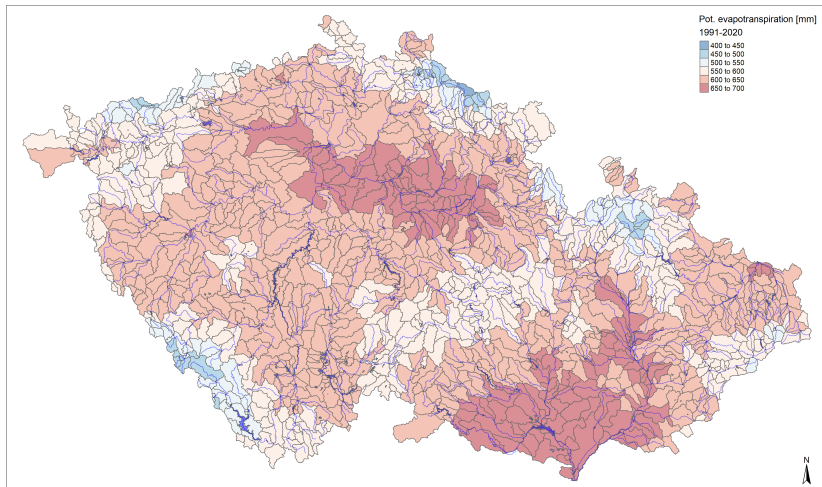 Pot. evapotranspiration [mm]
1991-2020
400 to 450
450 to 500
500 to 550
550 to 600
600 to 650
650 to 700
N